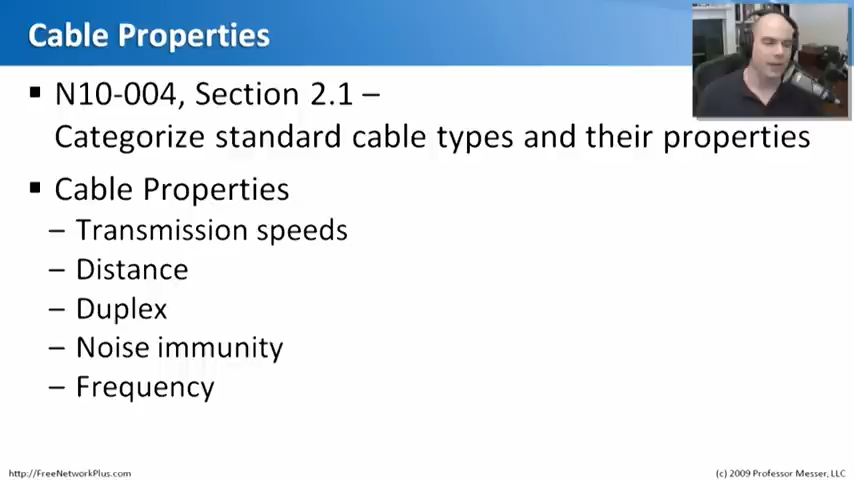 Cable Properties
▪ N10-004, Section 2.1 –
Categorize standard cable types and their properties
▪ Cable Properties
– Transmission speeds
– Distance
– Duplex
– Noise immunity
– Frequency
http://FreeNetworkPlus.com
(c) 2009 Professor Messer, LLC